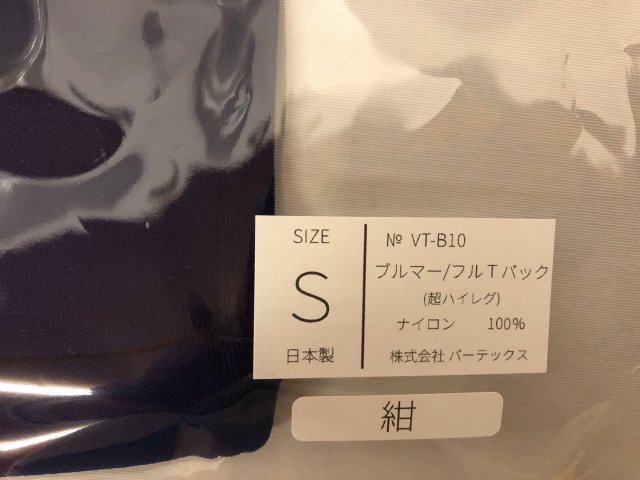 SIZE
S
日本製
№ VT-B10
ブルマー/フルTバック
(超ハイレグ)
ナイロン 100%
株式会社 バーテックス
紺